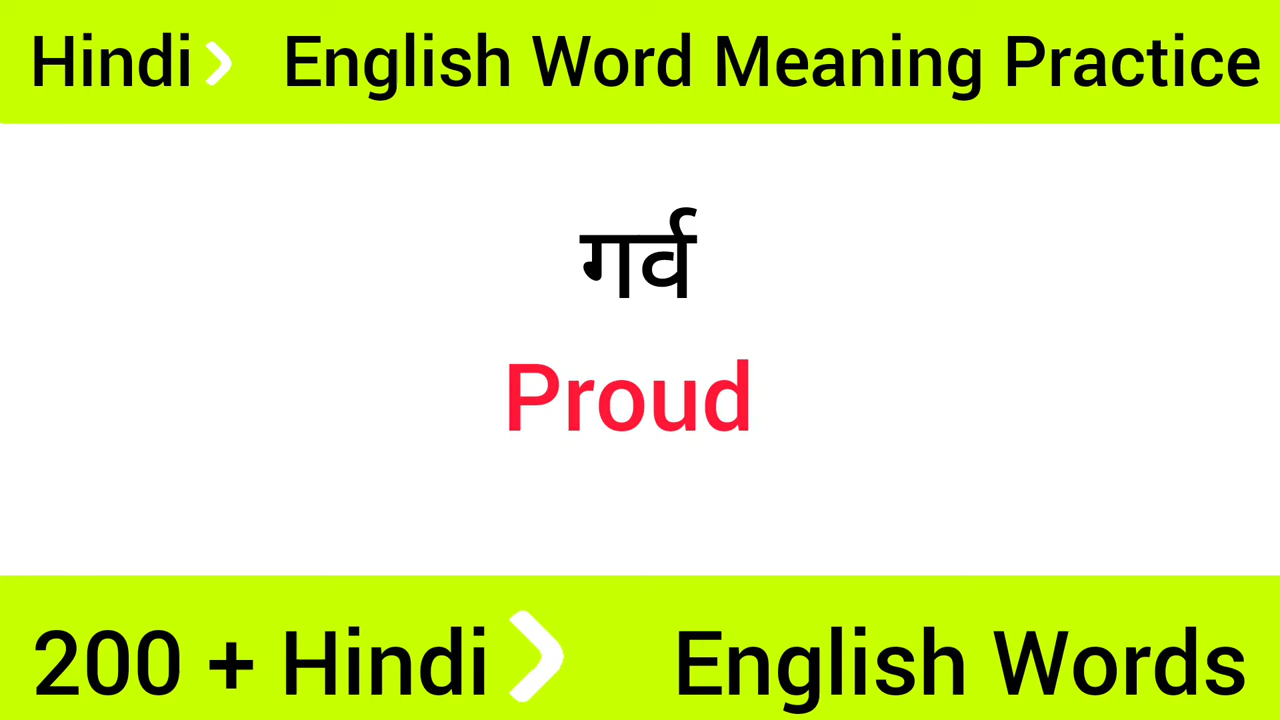 Hindi > English Word Meaning Practice
गर्व
Proud
200 + Hindi > English Words